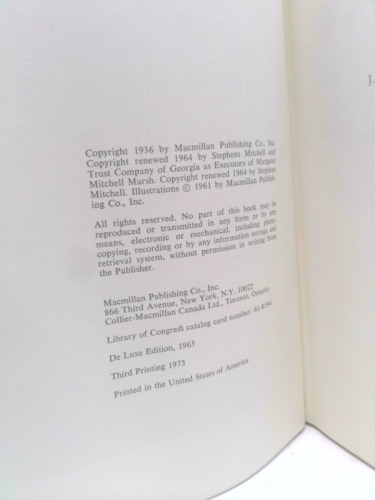 Copyright 1936 by Macmillan Publishing Co., Inc.
Copyright renewed 1964 by Stephens Mitchell and
Trust Company of Georgia as Executors of Margaret
Mitchell Marsh. Copyright renewed 1964 by Stephens
Mitchell. Illustrations © 1961 by Macmillan Publish-
ing Co., Inc.
All rights reserved. No part of this book may be
reproduced or transmitted in any form or by any
means, electronic or mechanical, including photo-
copying, recording or by any information storage and
retrieval system, without permission in writing from
the Publisher.
Macmillan Publishing Co., Inc.
866 Third Avenue, New York, N.Y. 10022
Collier-Macmillan Canada Ltd., Toronto, Ontario
Library of Congress catalog card number: 61-8194
De Luxe Edition, 1965
Third Printing 1973
Printed in the United States of America